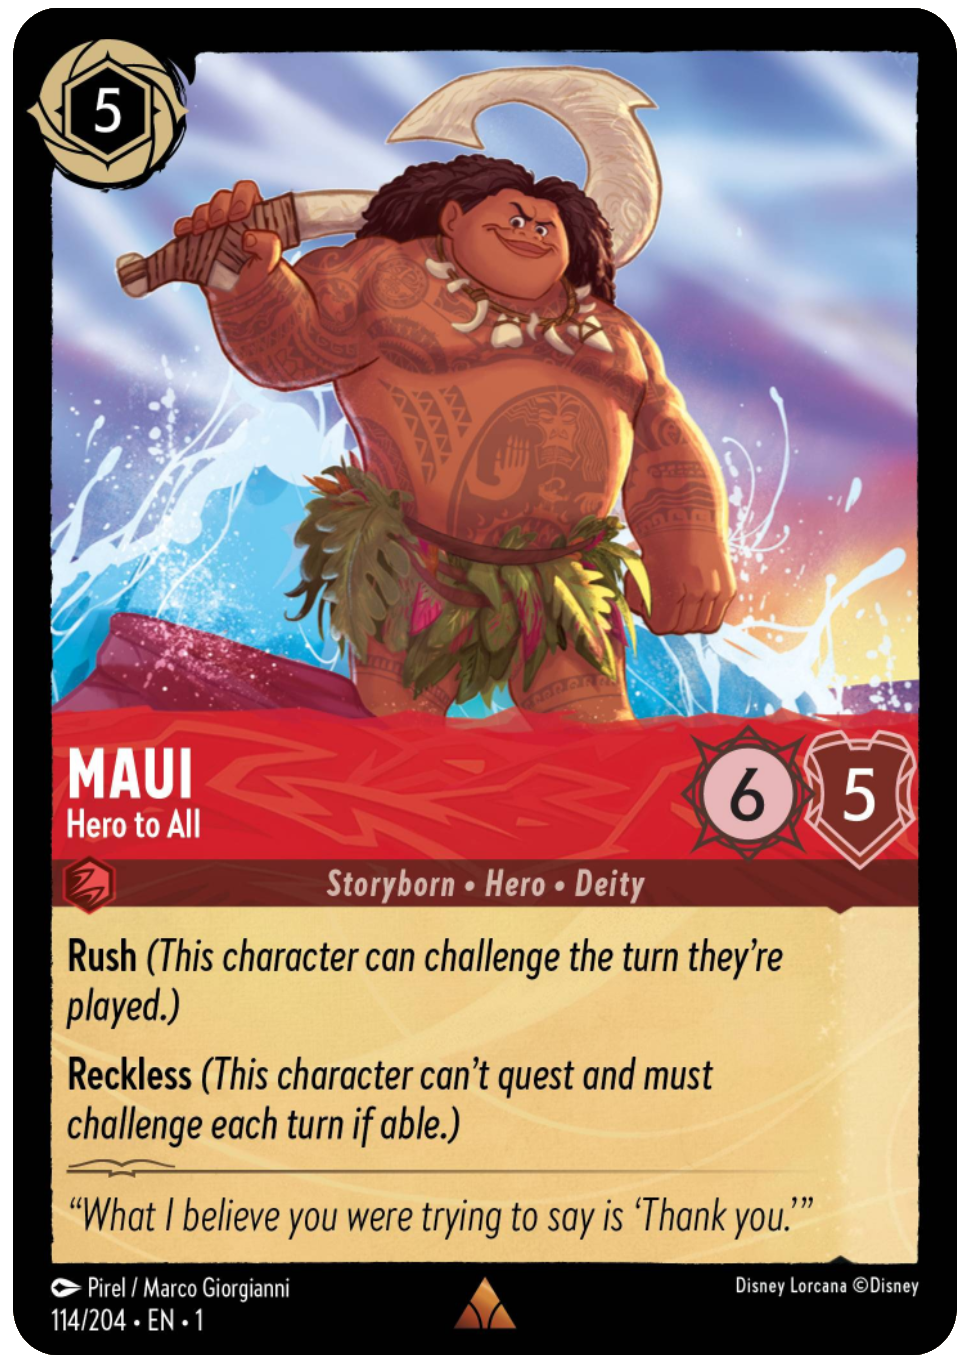 5
MAUI
Hero to All
6
5
Storyborn • Hero • Deity
Rush (This character can challenge the turn they’re
played.)
Reckless (This character can’t quest and must
challenge each turn if able.)
“What I believe you were trying to say is ‘Thank you.’”
Pirel / Marco Giorgianni
Disney Lorcana ©Disney
114/204 • EN • 1